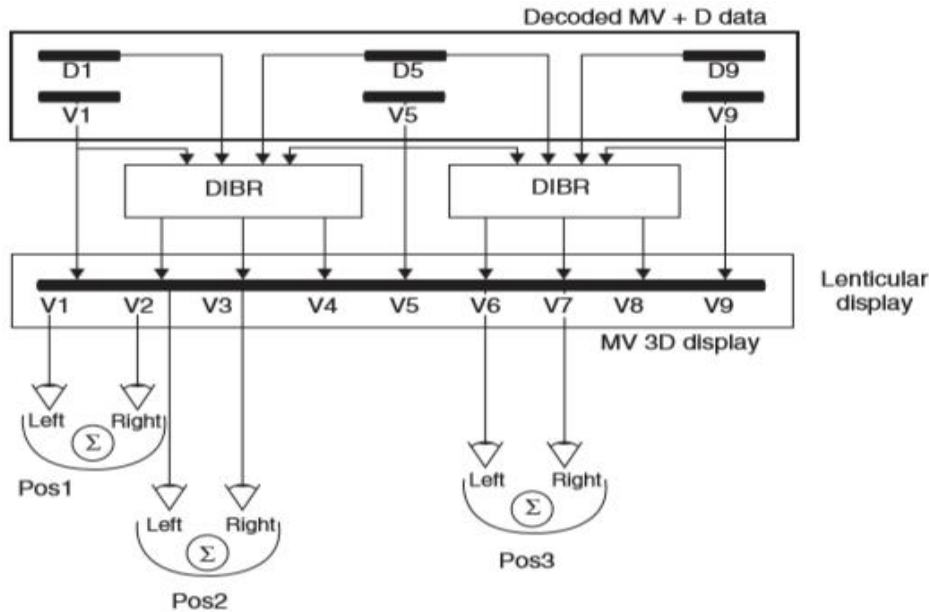 Decoded MV + D data
D1 D5 D9
V1 V5 V9
DIBR DIBR
V1 V2 V3 V4 V5 V6 V7 V8 V9
Lenticular
display
MV 3D display
Left Right
Σ
Pos1
Left Right
Σ
Pos2
Left Right
Σ
Pos3